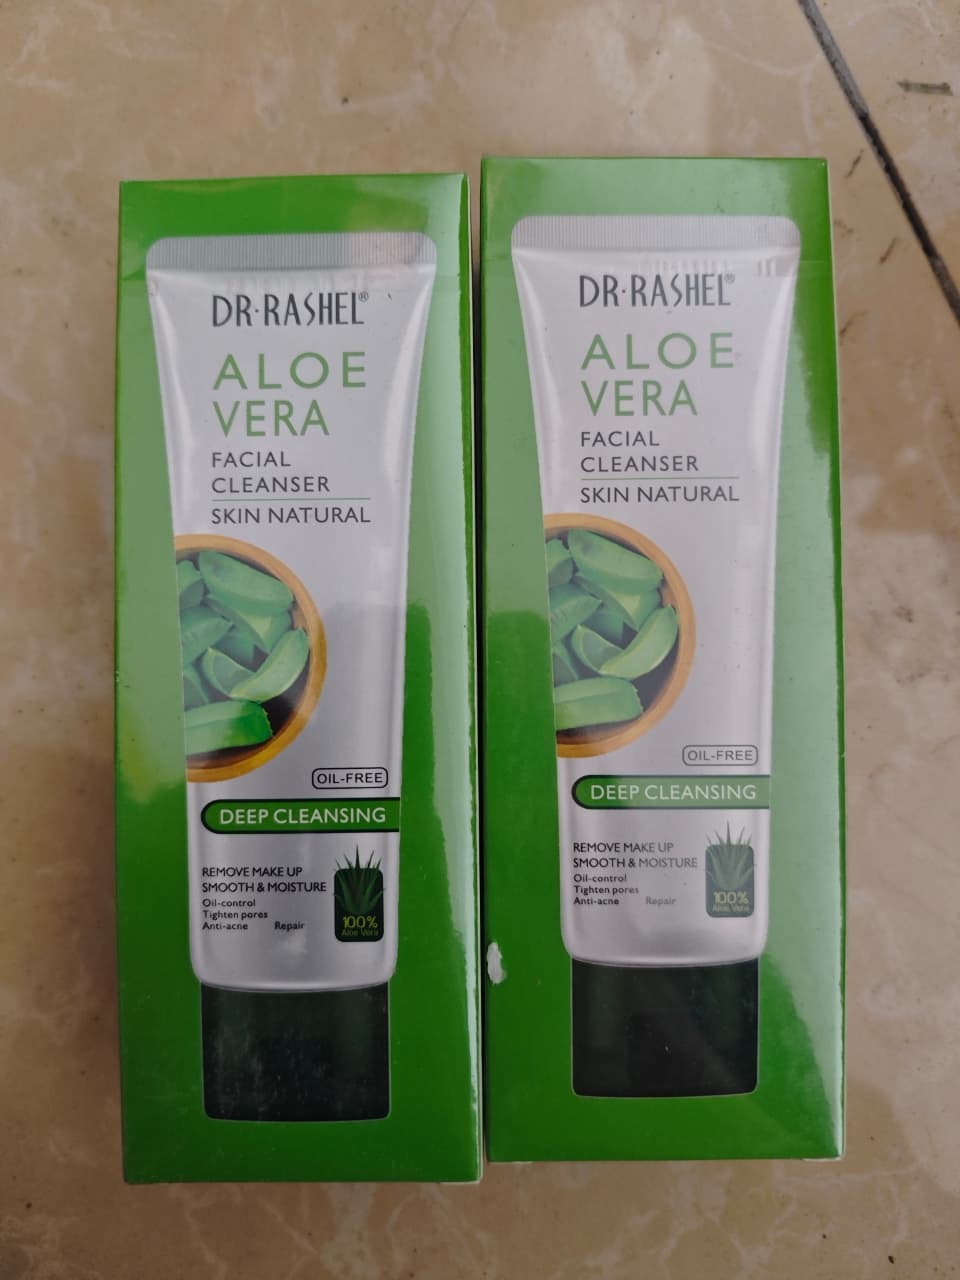 DR·RASHEL®
ALOE
VERA
FACIAL
CLEANSER
SKIN NATURAL
OIL-FREE
DEEP CLEANSING
REMOVE MAKE UP
SMOOTH & MOISTURE
Oil-control
Tighten pores
Anti-acne Repair
100%
Aloe Vera
DR·RASHEL®
ALOE
VERA
FACIAL
CLEANSER
SKIN NATURAL
OIL-FREE
DEEP CLEANSING
REMOVE MAKE UP
SMOOTH & MOISTURE
Oil-control
Tighten pores
Anti-acne Repair
100%
Aloe Vera